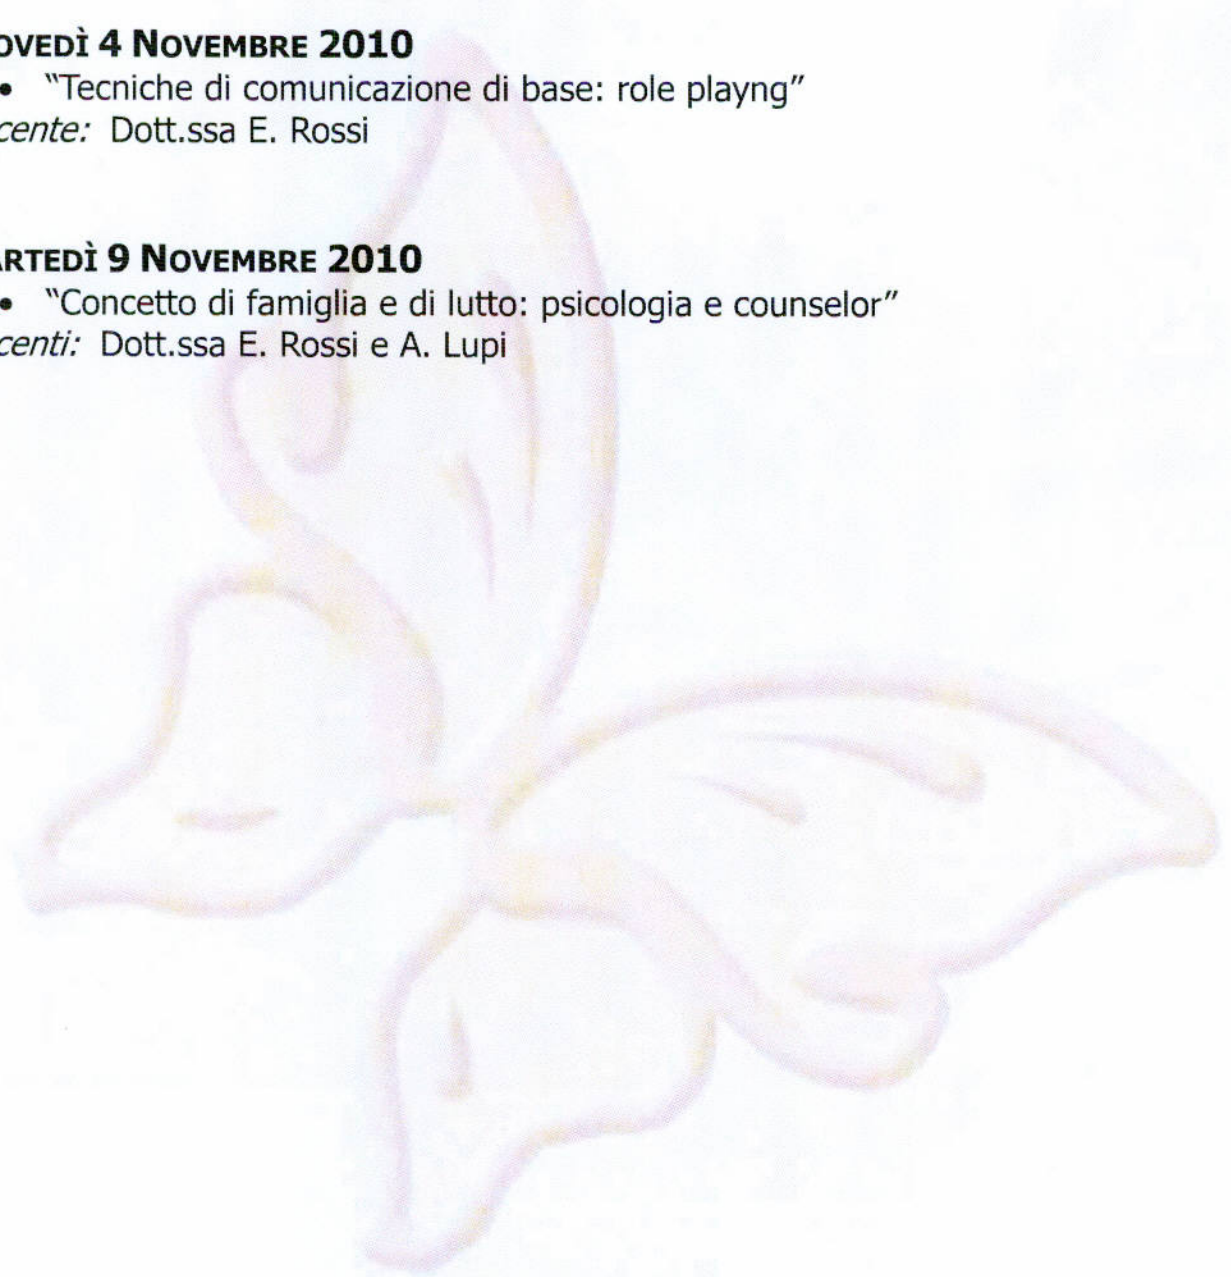 OVEDÌ 4 NOVEMBRE 2010
• "Tecniche di comunicazione di base: role playng"
cente: Dott.ssa E. Rossi
ARTEDÌ 9 NOVEMBRE 2010
• "Concetto di famiglia e di lutto: psicologia e counselor"
centi: Dott.ssa E. Rossi e A. Lupi